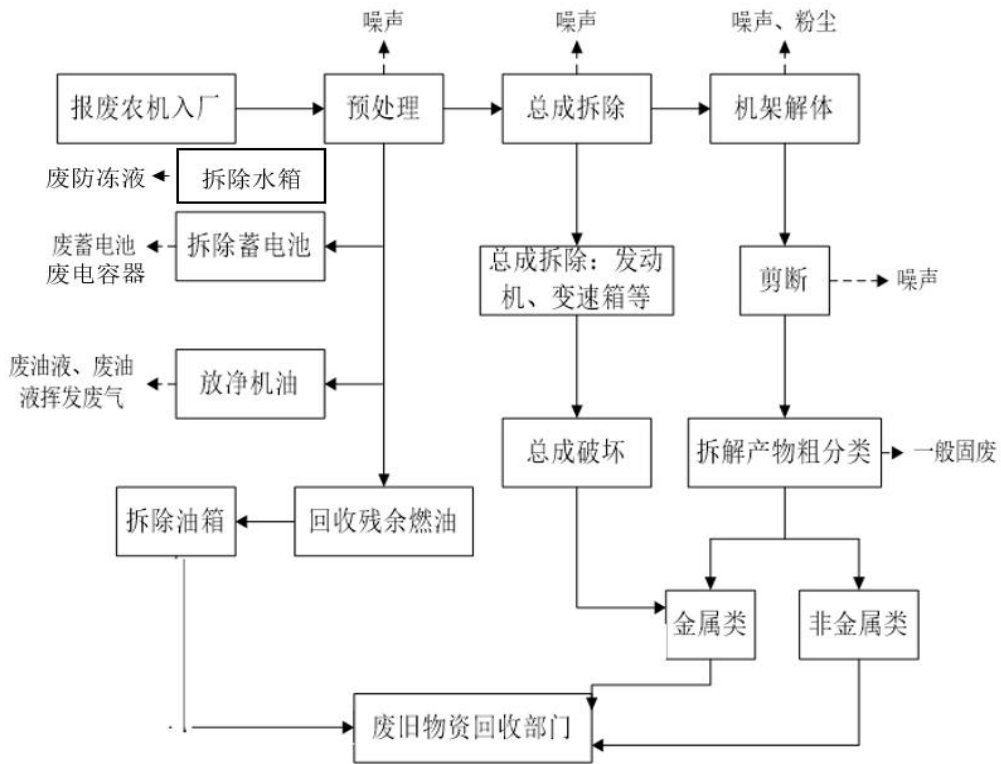 噪声
噪声
噪声、粉尘
报废农机入厂
预处理
总成拆除
机架解体
废防冻液
拆除水箱
废蓄电池
废电容器
拆除蓄电池
总成拆除：发动
机、变速箱等
剪断
噪声
废油液、废油
液挥发废气
放净机油
总成破坏
拆解产物粗分类
一般固废
拆除油箱
回收残余燃油
金属类
非金属类
废旧物资回收部门